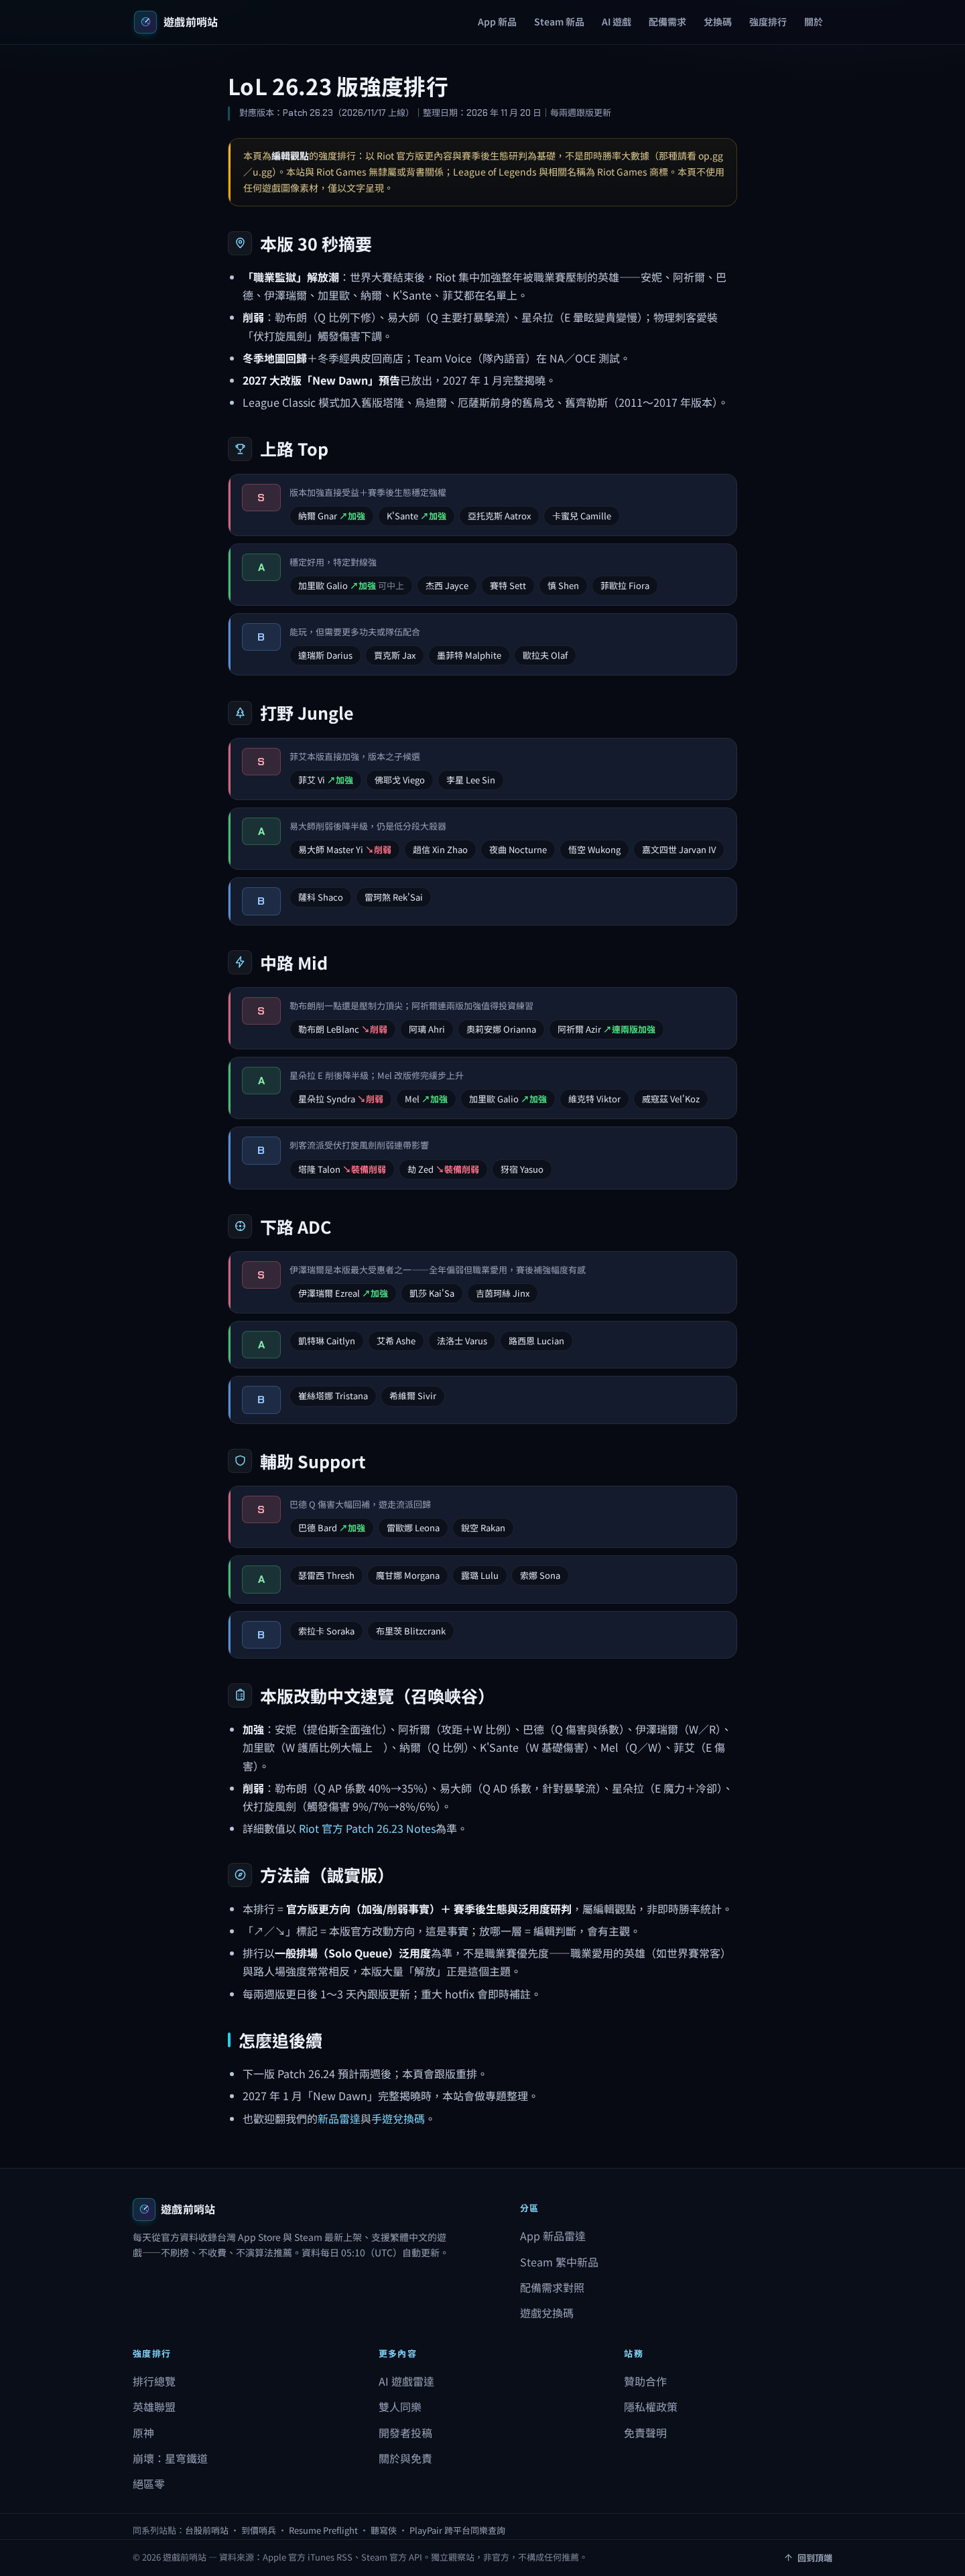 遊戲前哨站
App 新品 Steam 新品 AI 遊戲 配備需求 兌換碼 強度排行 關於
LoL 26.23 版強度排行
對應版本：Patch 26.23（2026/11/17 上線）｜整理日期：2026 年 11 月 20 日｜每兩週跟版更新
本頁為編輯觀點的強度排行：以 Riot 官方版更內容與賽季後生態研判為基礎，不是即時勝率大數據（那種請看 op.gg
／u.gg）。本站與 Riot Games 無隸屬或背書關係；League of Legends 與相關名稱為 Riot Games 商標。本頁不使用
任何遊戲圖像素材，僅以文字呈現。
本版 30 秒摘要
「職業監獄」解放潮：世界大賽結束後，Riot 集中加強整年被職業賽壓制的英雄——安妮、阿祈爾、巴
德、伊澤瑞爾、加里歐、納爾、K'Sante、菲艾都在名單上。
削弱：勒布朗（Q 比例下修）、易大師（Q 主要打暴擊流）、星朵拉（E 暈眩變貴變慢）；物理刺客愛裝
「伏打旋風劍」觸發傷害下調。
冬季地圖回歸＋冬季經典皮回商店；Team Voice（隊內語音）在 NA／OCE 測試。
2027 大改版「New Dawn」預告已放出，2027 年 1 月完整揭曉。
League Classic 模式加入舊版塔隆、烏迪爾、厄薩斯前身的舊烏戈、舊齊勒斯（2011～2017 年版本）。
上路 Top
S
版本加強直接受益＋賽季後生態穩定強權
納爾 Gnar ↗加強 K'Sante ↗加強 亞托克斯 Aatrox 卡蜜兒 Camille
A
穩定好用，特定對線強
加里歐 Galio ↗加強 可中上 杰西 Jayce 賽特 Sett 慎 Shen 菲歐拉 Fiora
B
能玩，但需要更多功夫或隊伍配合
達瑞斯 Darius 賈克斯 Jax 墨菲特 Malphite 歐拉夫 Olaf
打野 Jungle
S
菲艾本版直接加強，版本之子候選
菲艾 Vi ↗加強 佛耶戈 Viego 李星 Lee Sin
A
易大師削弱後降半級，仍是低分段大殺器
易大師 Master Yi ↘削弱 趙信 Xin Zhao 夜曲 Nocturne 悟空 Wukong 嘉文四世 Jarvan IV
B
薩科 Shaco 雷珂煞 Rek'Sai
中路 Mid
S
勒布朗削一點還是壓制力頂尖；阿祈爾連兩版加強值得投資練習
勒布朗 LeBlanc ↘削弱 阿璃 Ahri 奧莉安娜 Orianna 阿祈爾 Azir ↗連兩版加強
A
星朵拉 E 削後降半級；Mel 改版修完緩步上升
星朵拉 Syndra ↘削弱 Mel ↗加強 加里歐 Galio ↗加強 維克特 Viktor 威寇茲 Vel'Koz
B
刺客流派受伏打旋風劍削弱連帶影響
塔隆 Talon ↘裝備削弱 劫 Zed ↘裝備削弱 犽宿 Yasuo
下路 ADC
S
伊澤瑞爾是本版最大受惠者之一——全年偏弱但職業愛用，賽後補強幅度有感
伊澤瑞爾 Ezreal ↗加強 凱莎 Kai'Sa 吉茵珂絲 Jinx
A
凱特琳 Caitlyn 艾希 Ashe 法洛士 Varus 路西恩 Lucian
B
崔絲塔娜 Tristana 希維爾 Sivir
輔助 Support
S
巴德 Q 傷害大幅回補，遊走流派回歸
巴德 Bard ↗加強 雷歐娜 Leona 銳空 Rakan
A
瑟雷西 Thresh 魔甘娜 Morgana 露璐 Lulu 索娜 Sona
B
索拉卡 Soraka 布里茨 Blitzcrank
本版改動中文速覽（召喚峽谷）
加強：安妮（提伯斯全面強化）、阿祈爾（攻距＋W 比例）、巴德（Q 傷害與係數）、伊澤瑞爾（W／R）、
加里歐（W 護盾比例大幅上　）、納爾（Q 比例）、K'Sante（W 基礎傷害）、Mel（Q／W）、菲艾（E 傷
害）。
削弱：勒布朗（Q AP 係數 40%→35%）、易大師（Q AD 係數，針對暴擊流）、星朵拉（E 魔力＋冷卻）、
伏打旋風劍（觸發傷害 9%/7%→8%/6%）。
詳細數值以 Riot 官方 Patch 26.23 Notes為準。
方法論（誠實版）
本排行 = 官方版更方向（加強/削弱事實）＋ 賽季後生態與泛用度研判，屬編輯觀點，非即時勝率統計。
「↗／↘」標記 = 本版官方改動方向，這是事實；放哪一層 = 編輯判斷，會有主觀。
排行以一般排場（Solo Queue）泛用度為準，不是職業賽優先度——職業愛用的英雄（如世界賽常客）
與路人場強度常常相反，本版大量「解放」正是這個主題。
每兩週版更日後 1～3 天內跟版更新；重大 hotfix 會即時補註。
怎麼追後續
下一版 Patch 26.24 預計兩週後；本頁會跟版重排。
2027 年 1 月「New Dawn」完整揭曉時，本站會做專題整理。
也歡迎翻我們的新品雷達與手遊兌換碼。
遊戲前哨站
每天從官方資料收錄台灣 App Store 與 Steam 最新上架、支援繁體中文的遊
戲——不刷榜、不收費、不演算法推薦。資料每日 05:10（UTC）自動更新。
分區
App 新品雷達
Steam 繁中新品
配備需求對照
遊戲兌換碼
強度排行
排行總覽
英雄聯盟
原神
崩壞：星穹鐵道
絕區零
更多內容
AI 遊戲雷達
雙人同樂
開發者投稿
關於與免責
站務
贊助合作
隱私權政策
免責聲明
同系列站點：台股前哨站 · 到價哨兵 · Resume Preflight · 聽寫俠 · PlayPair 跨平台同樂查詢
© 2026 遊戲前哨站 — 資料來源：Apple 官方 iTunes RSS、Steam 官方 API。獨立觀察站，非官方，不構成任何推薦。
↑ 回到頂端